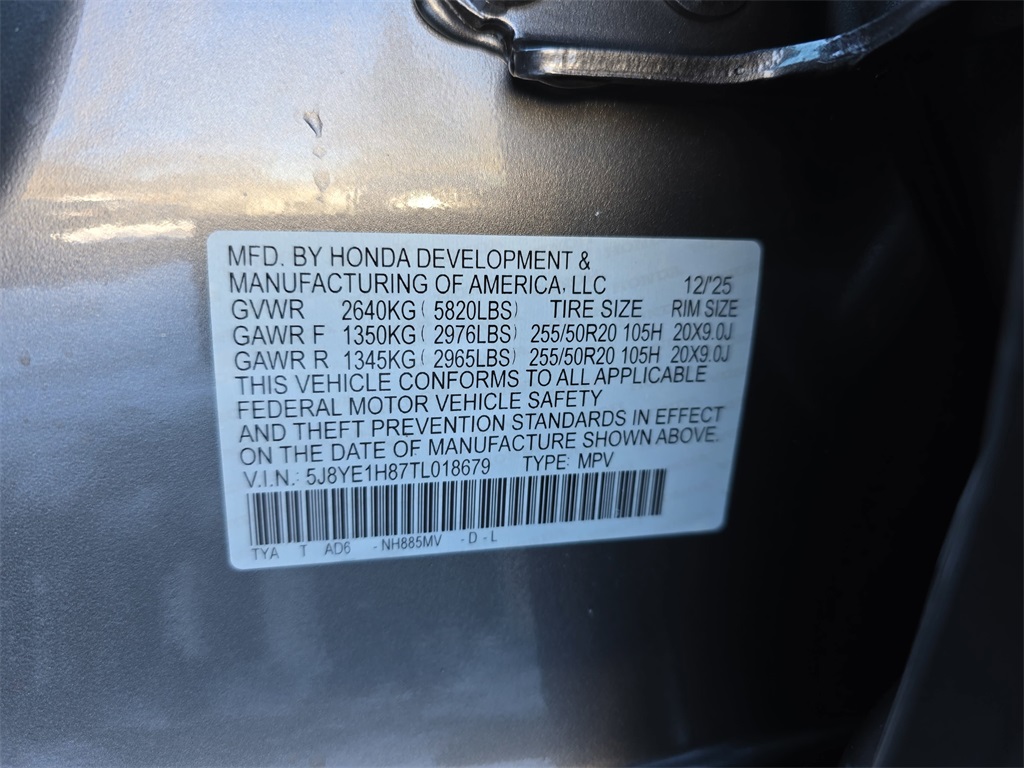 MFD. BY HONDA DEVELOPMENT &
MANUFACTURING OF AMERICA, LLC 12/'25
GVWR 2640KG ( 5820LBS) TIRE SIZE RIM SIZE
GAWR F 1350KG ( 2976LBS) 255/50R20 105H 20X9.0J
GAWR R 1345KG ( 2965LBS) 255/50R20 105H 20X9.0J
THIS VEHICLE CONFORMS TO ALL APPLICABLE
FEDERAL MOTOR VEHICLE SAFETY
AND THEFT PREVENTION STANDARDS IN EFFECT
ON THE DATE OF MANUFACTURE SHOWN ABOVE.
V.I.N.: 5J8YE1H87TL018679 TYPE: MPV
TYA T AD6 - NH885MV - D - L